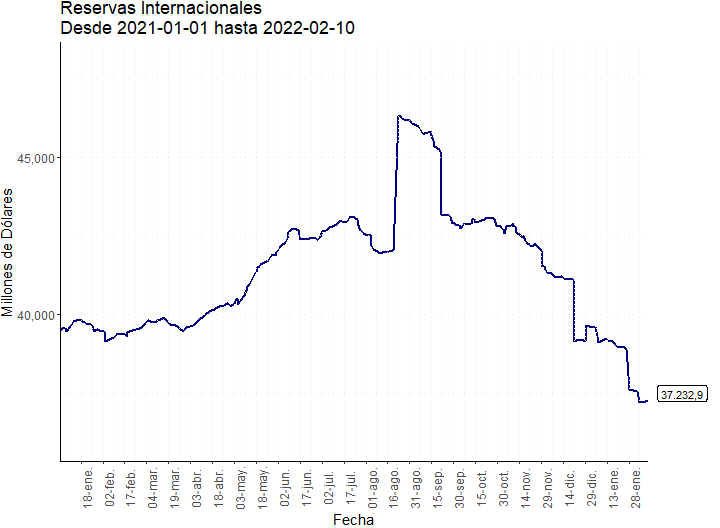 Reservas Internacionales
Desde 2021-01-01 hasta 2022-02-10
Millones de Dólares
45,000
40,000
37.232,9
18-ene.
02-feb.
17-feb.
04-mar.
19-mar.
03-abr.
18-abr.
03-may.
18-may.
02-jun.
17-jun.
02-jul.
17-jul.
01-ago.
16-ago.
31-ago.
15-sep.
30-sep.
15-oct.
30-oct.
14-nov.
29-nov.
14-dic.
29-dic.
13-ene.
28-ene.
Fecha